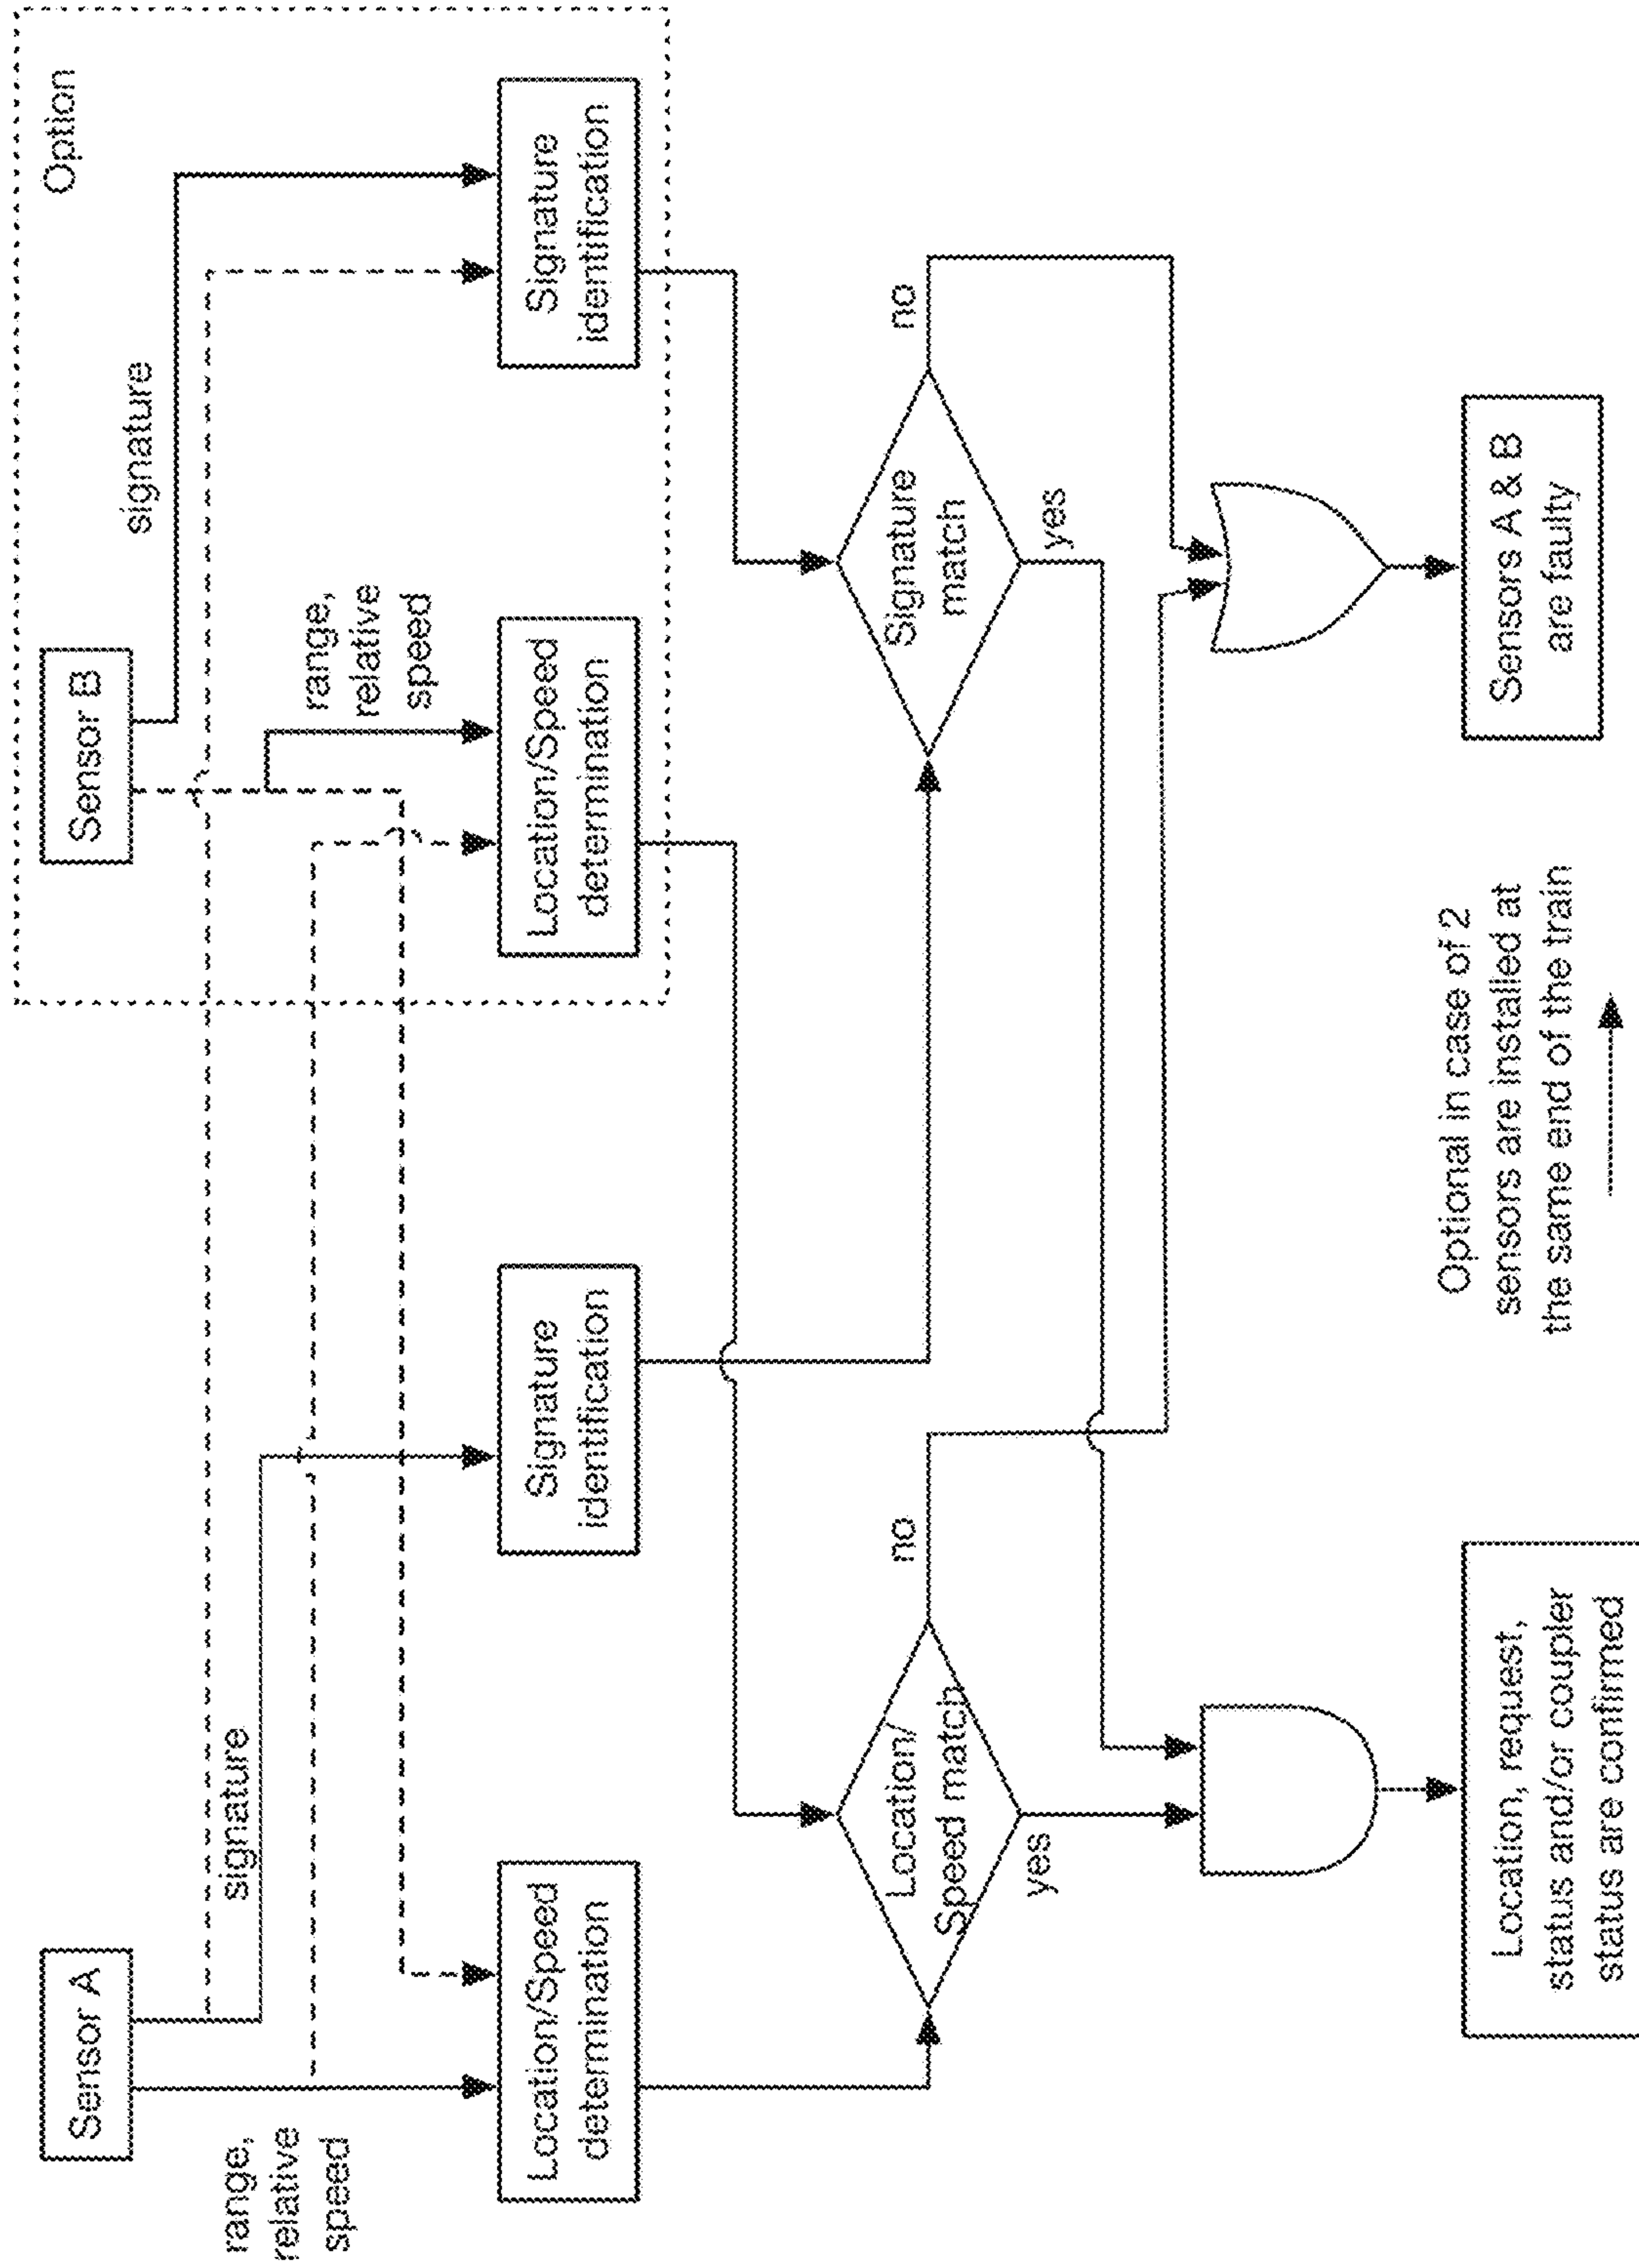 Sensor A
Sensor B
Option
range,
relative
speed
signature
range,
relative
speed
signature
Location/Speed
determination
Signature
identification
Location/Speed
determination
Signature
identification
Location/
Speed match
no
yes
Signature
match
no
yes
Location, request,
status and/or coupler
status are confirmed
Optional in case of 2
sensors are installed at
the same end of the train
Sensors A & B
are faulty